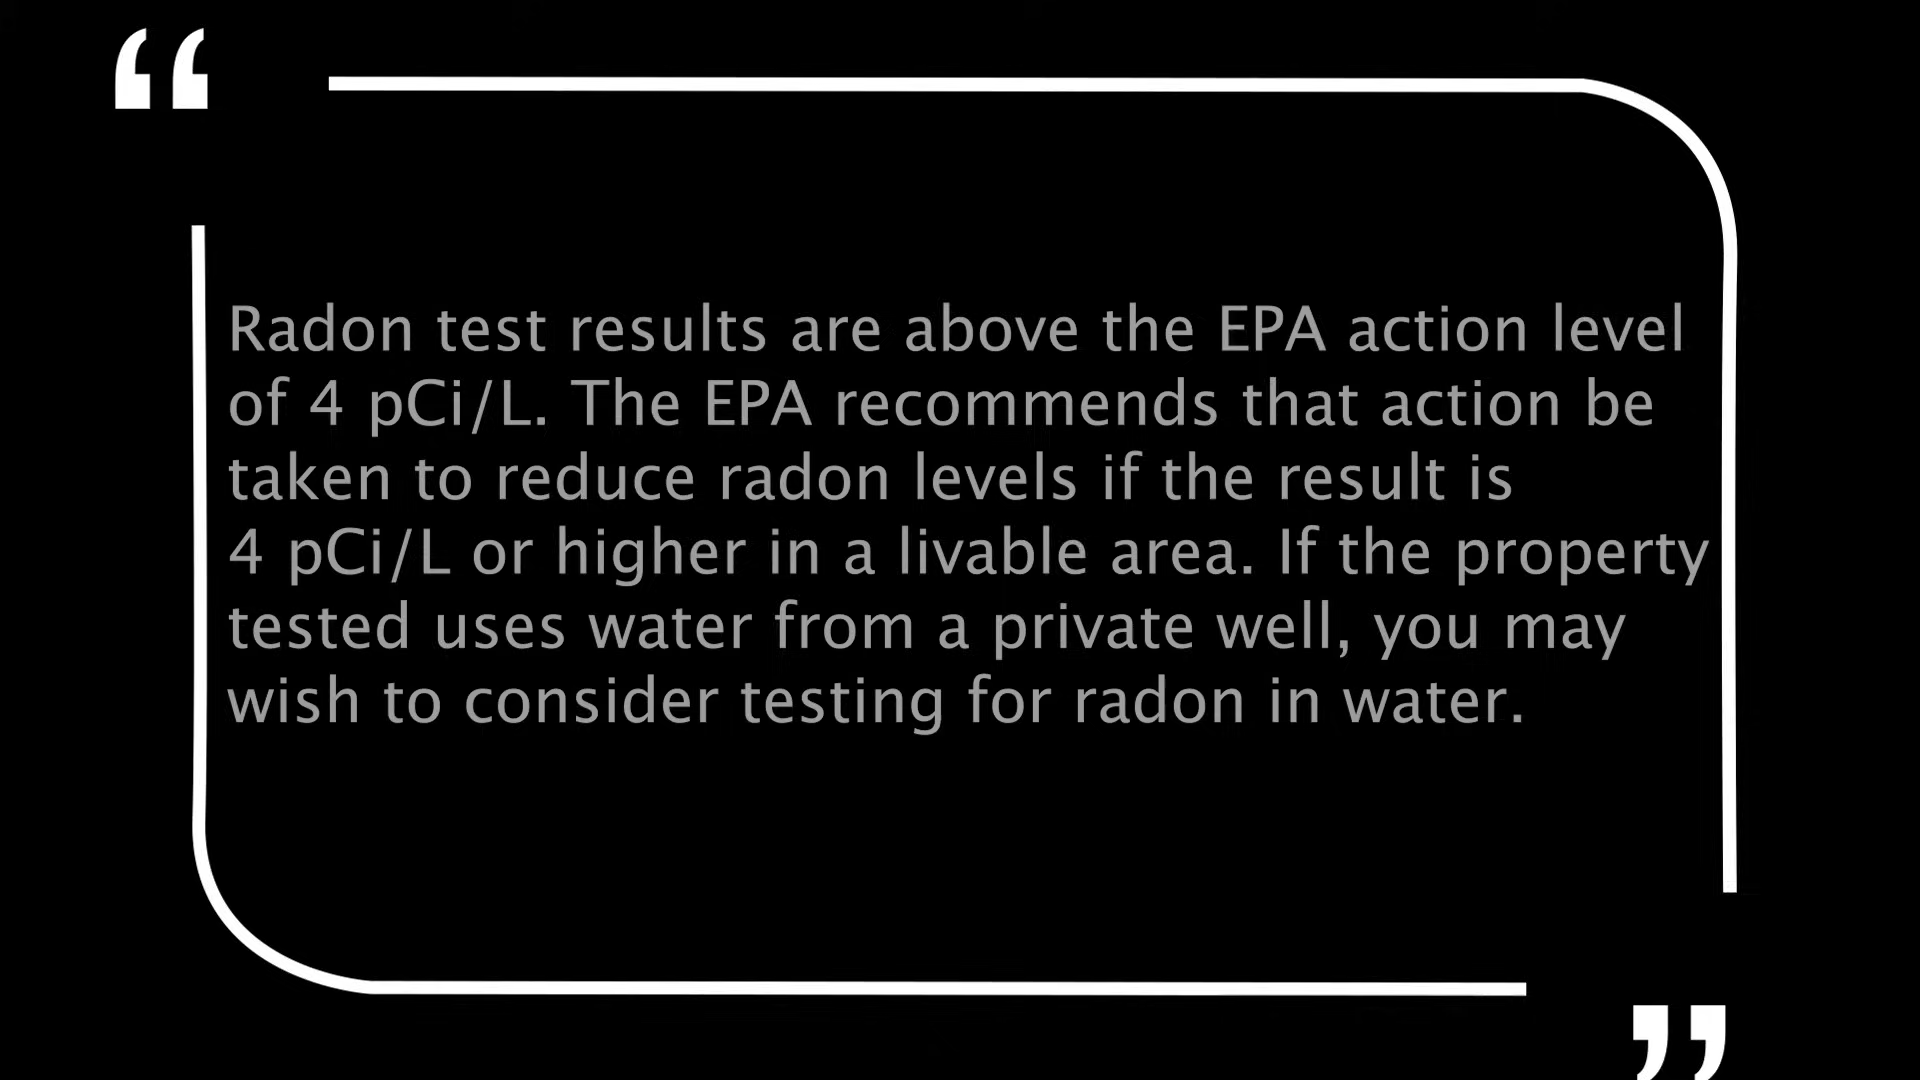 “
Radon test results are above the EPA action level
of 4 pCi/L. The EPA recommends that action be
taken to reduce radon levels if the result is
4 pCi/L or higher in a livable area. If the property
tested uses water from a private well, you may
wish to consider testing for radon in water.
”